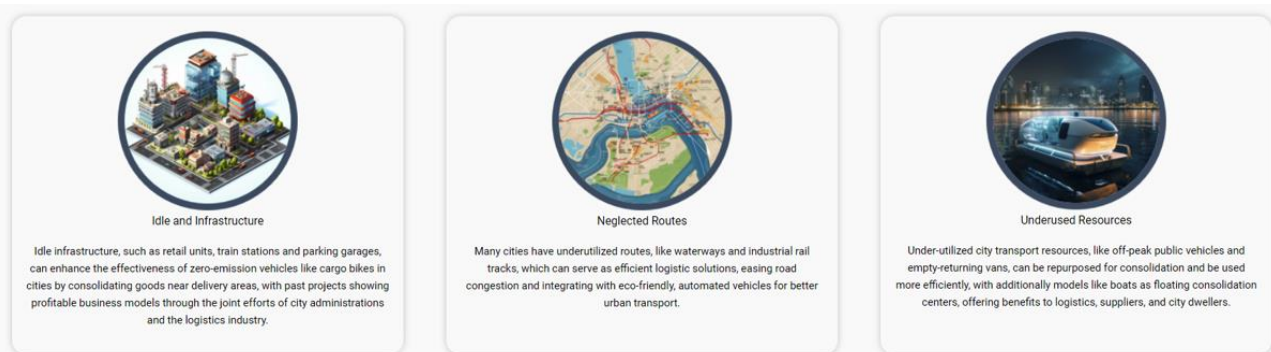 Idle and Infrastructure
Idle infrastructure, such as retail units, train stations and parking garages,
can enhance the effectiveness of zero-emission vehicles like cargo bikes in
cities by consolidating goods near delivery areas, with past projects showing
profitable business models through the joint efforts of city administrations
and the logistics industry.
Neglected Routes
Many cities have underutilized routes, like waterways and industrial rail
tracks, which can serve as efficient logistic solutions, easing road
congestion and integrating with eco-friendly, automated vehicles for better
urban transport.
Underused Resources
Under-utilized city transport resources, like off-peak public vehicles and
empty-returning vans, can be repurposed for consolidation and be used
more efficiently, with additionally models like boats as floating consolidation
centers, offering benefits to logistics, suppliers, and city dwellers.